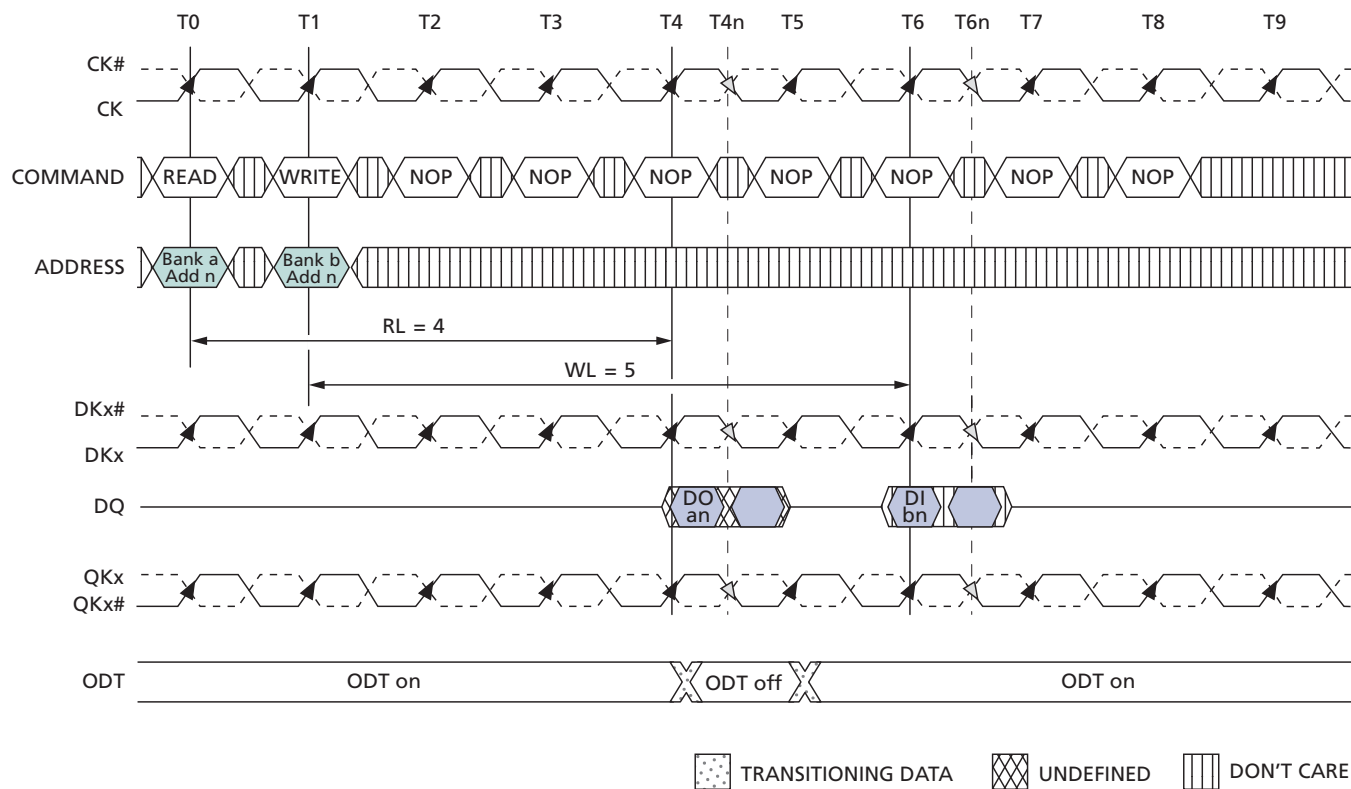 T0 T1 T2 T3 T4 T4n T5 T6 T6n T7 T8 T9
CK#
CK
COMMAND READ WRITE NOP NOP NOP NOP NOP NOP NOP
ADDRESS Bank a Add n Bank b Add n
RL = 4
WL = 5
DKx#
DKx
DQ DO an DI bn
QKx
QKx#
ODT ODT on ODT off ODT on
TRANSITIONING DATA UNDEFINED DON'T CARE